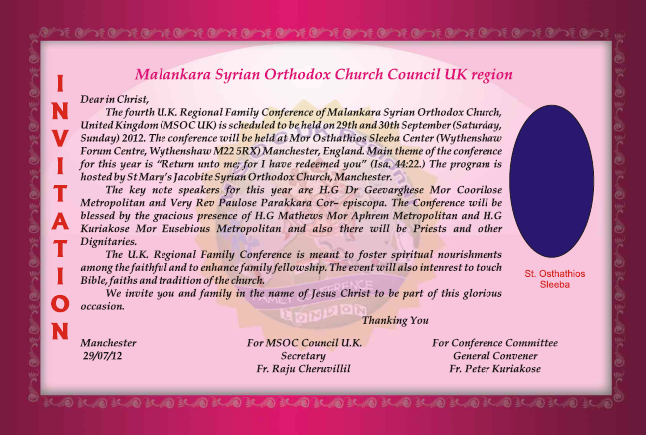 Malankara Syrian Orthodox Church Council UK region
INVITATION
Dear in Christ,
The fourth U.K. Regional Family Conference of Malankara Syrian Orthodox Church,
United Kingdom (MSOC UK) is scheduled to be held on 29th and 30th September (Saturday,
Sunday) 2012. The conference will be held at Mor Osthathios Sleeba Center (Wythenshaw
Forum Centre, Wythenshaw M22 5RX) Manchester, England. Main theme of the conference
for this year is "Return unto me; for I have redeemed you" (Isa. 44:22.) The program is
hosted by St Mary's Jacobite Syrian Orthodox Church, Manchester.
The key note speakers for this year are H.G Dr Geevarghese Mor Coorilose
Metropolitan and Very Rev Paulose Parakkara Cor– episcopa. The Conference will be
blessed by the gracious presence of H.G Mathews Mor Aphrem Metropolitan and H.G
Kuriakose Mor Eusebious Metropolitan and also there will be Priests and other
Dignitaries.
The U.K. Regional Family Conference is meant to foster spiritual nourishments
among the faithful and to enhance family fellowship. The event will also intenrest to touch
Bible, faiths and tradition of the church.
We invite you and family in the name of Jesus Christ to be part of this glorious
occasion.
Thanking You
Manchester
29/07/12
For MSOC Council U.K.
Secretary
Fr. Raju Cheruvillil
For Conference Committee
General Convener
Fr. Peter Kuriakose
St. Osthathios
Sleeba
LONDON